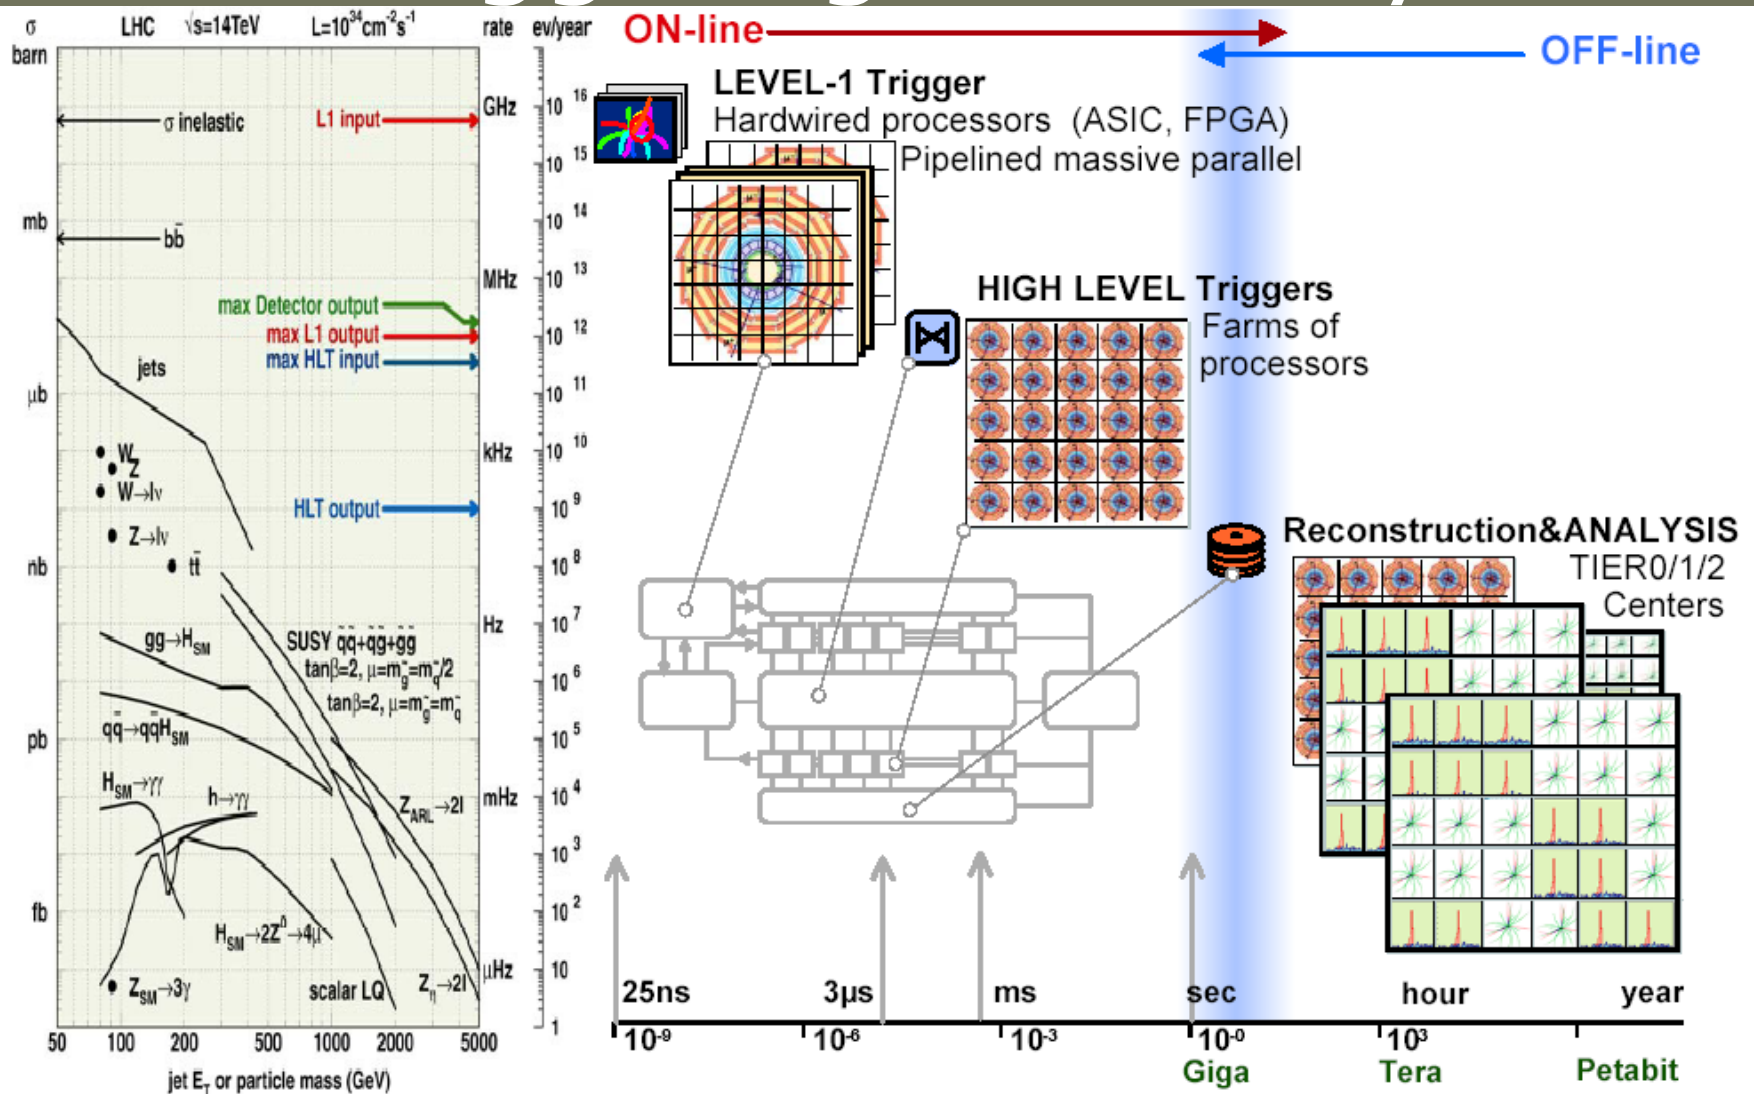 σ LHC √s=14TeV L=10³⁴cm⁻²s⁻¹ rate ev/year
barn
GHz
mb
MHz
μb
kHz
nb
Hz
pb
mHz
fb
μHz
10¹⁶
10¹⁵
10¹⁴
10¹³
10¹²
10¹¹
10¹⁰
10⁹
10⁸
10⁷
10⁶
10⁵
10⁴
10³
10²
10
1
σ inelastic
L1 input
bb̄
max Detector output
max L1 output
max HLT input
jets
W
Z
W→lν
Z→lν
HLT output
tt̄
gg→H_SM
SUSY q̃q̃+q̃g̃+g̃g̃
tanβ=2, μ=m_g̃=m_q̃/2
tanβ=2, μ=m_g̃=m_q̃
qq̄→qq̄H_SM
H_SM→γγ
h→γγ
Z_ARL→2l
H_SM→2Z⁰→4μ
Z_SM→3γ
scalar LQ
Z_η→2l
50 100 200 500 1000 2000 5000
jet E_T or particle mass (GeV)
ON-line
OFF-line
LEVEL-1 Trigger
Hardwired processors (ASIC, FPGA)
Pipelined massive parallel
HIGH LEVEL Triggers
Farms of
processors
Reconstruction&ANALYSIS
TIER0/1/2
Centers
25ns 3μs ms sec hour year
10⁻⁹ 10⁻⁶ 10⁻³ 10⁻⁰ 10³
Giga Tera Petabit